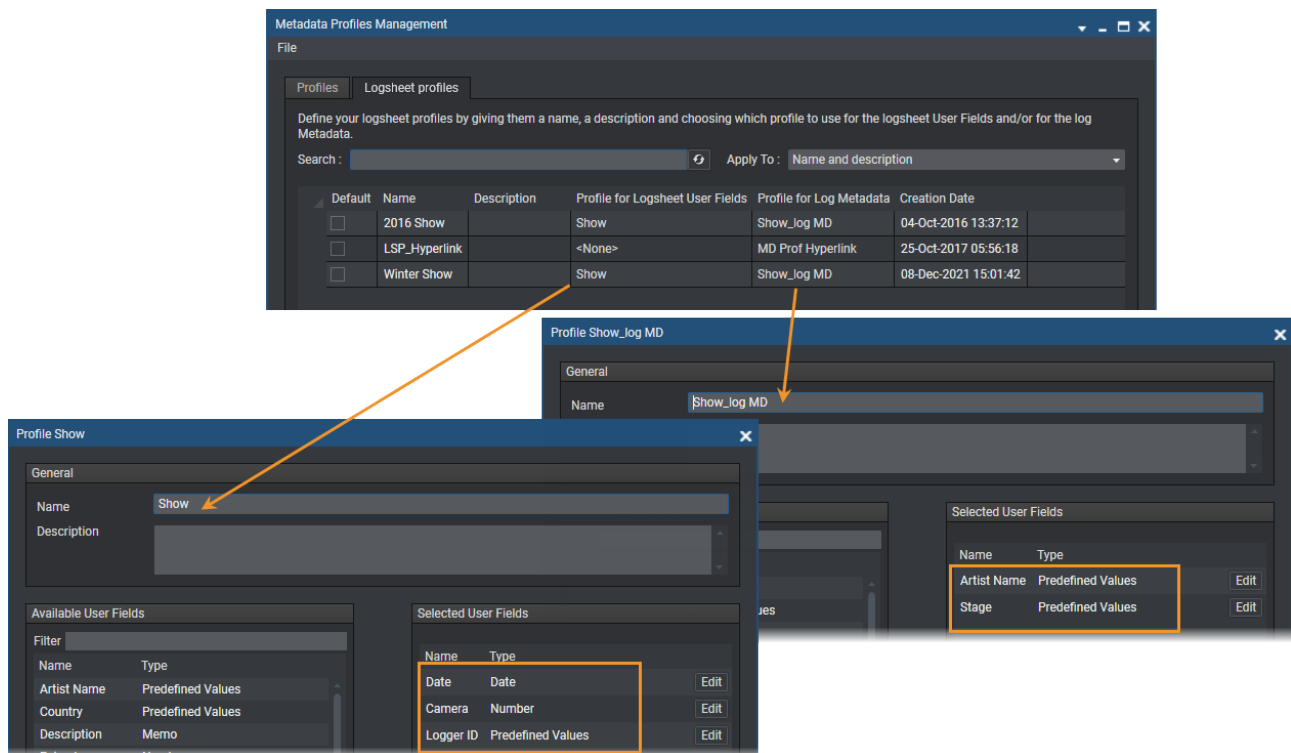 Metadata Profiles Management
File
Profiles Logsheet profiles
Define your logsheet profiles by giving them a name, a description and choosing which profile to use for the logsheet User Fields and/or for the log
Metadata.
Search : Apply To : Name and description
Default Name Description Profile for Logsheet User Fields Profile for Log Metadata Creation Date
2016 Show Show Show_log MD 04-Oct-2016 13:37:12
LSP_Hyperlink <None> MD Prof Hyperlink 25-Oct-2017 05:56:18
Winter Show Show Show_log MD 08-Dec-2021 15:01:42
Profile Show_log MD
General
Name Show_log MD
Selected User Fields
Name Type
Artist Name Predefined Values Edit
Stage Predefined Values Edit
Profile Show
General
Name Show
Description
Available User Fields
Filter
Name Type
Artist Name Predefined Values
Country Predefined Values
Description Memo
Selected User Fields
Name Type
Date Date Edit
Camera Number Edit
Logger ID Predefined Values Edit